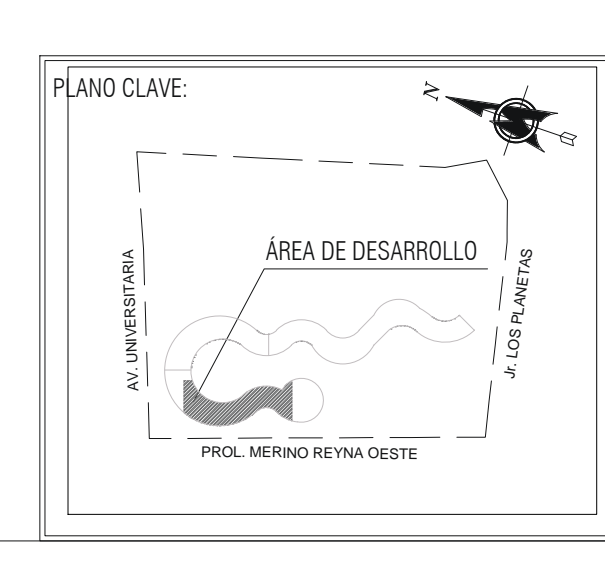 PLANO CLAVE:
N
ÁREA DE DESARROLLO
AV. UNIVERSITARIA
Jr. LOS PLANETAS
PROL. MERINO REYNA OESTE